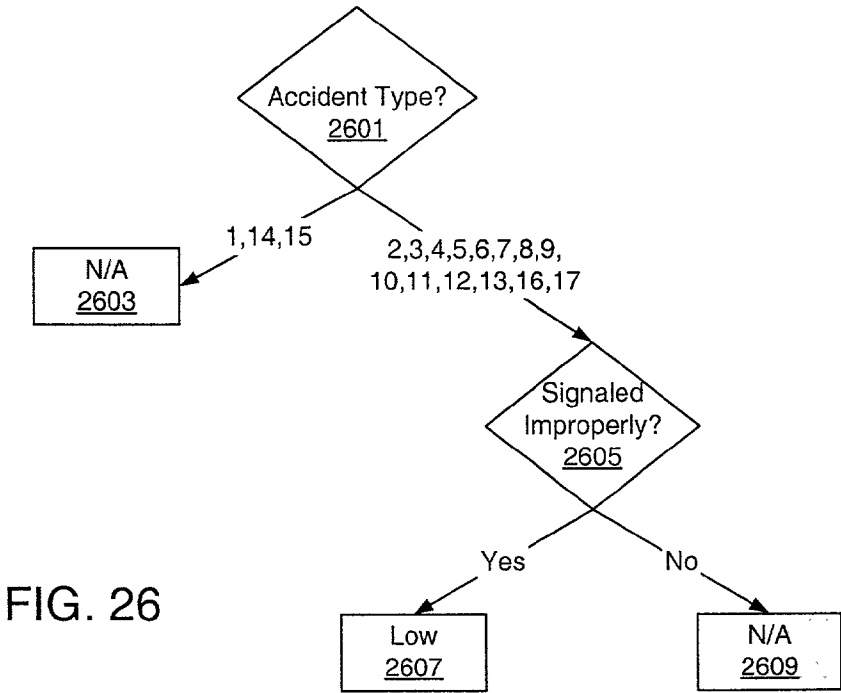 Accident Type?
2601
1,14,15
2,3,4,5,6,7,8,9,
10,11,12,13,16,17
N/A
2603
Signaled
Improperly?
2605
Yes
No
FIG. 26
Low
2607
N/A
2609